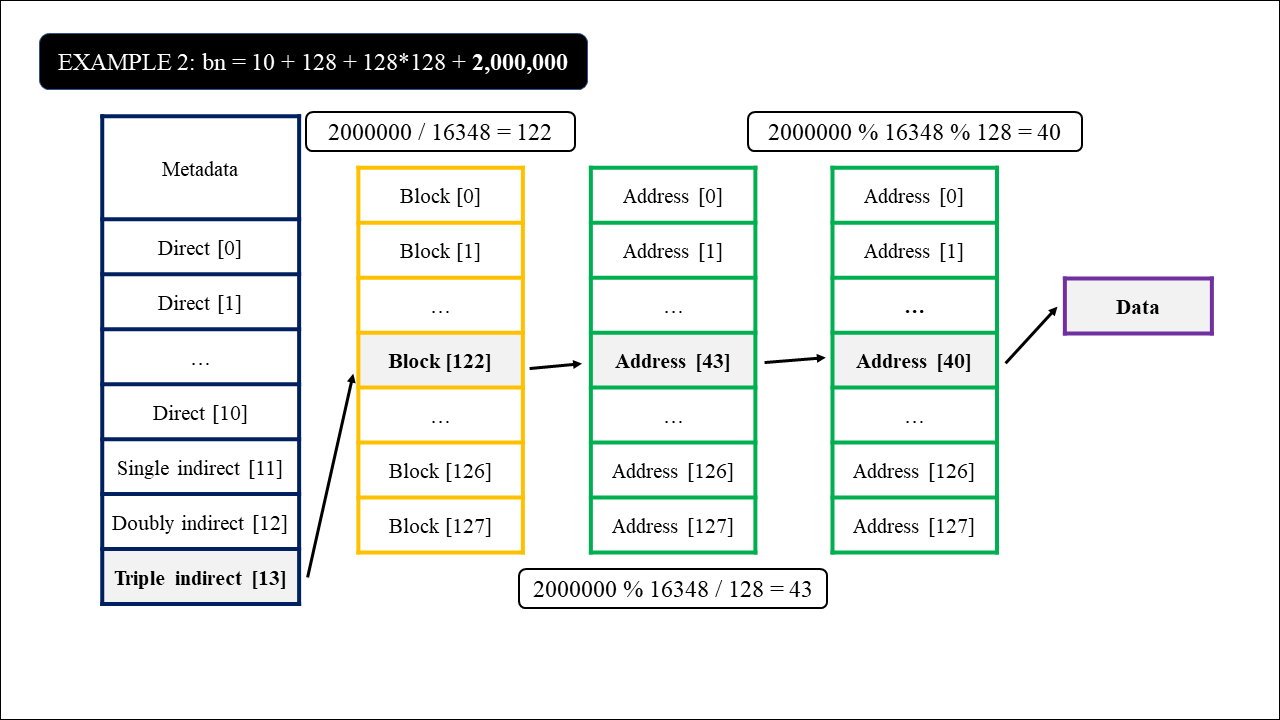 EXAMPLE 2: bn = 10 + 128 + 128*128 + 2,000,000
2000000 / 16348 = 122
2000000 % 16348 % 128 = 40
Metadata
Direct [0]
Direct [1]
…
Direct [10]
Single indirect [11]
Doubly indirect [12]
Triple indirect [13]
Block [0]
Block [1]
…
Block [122]
…
Block [126]
Block [127]
Address [0]
Address [1]
…
Address [43]
…
Address [126]
Address [127]
Address [0]
Address [1]
…
Address [40]
…
Address [126]
Address [127]
Data
2000000 % 16348 / 128 = 43